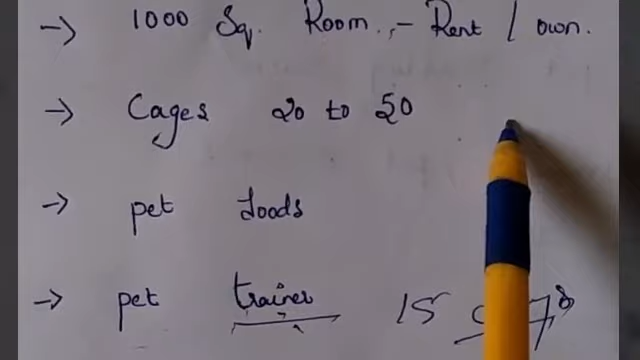 → 1000 Sq. Room.,- Rent / own.
→ Cages 20 to 50
→ pet foods
→ pet trainer 15